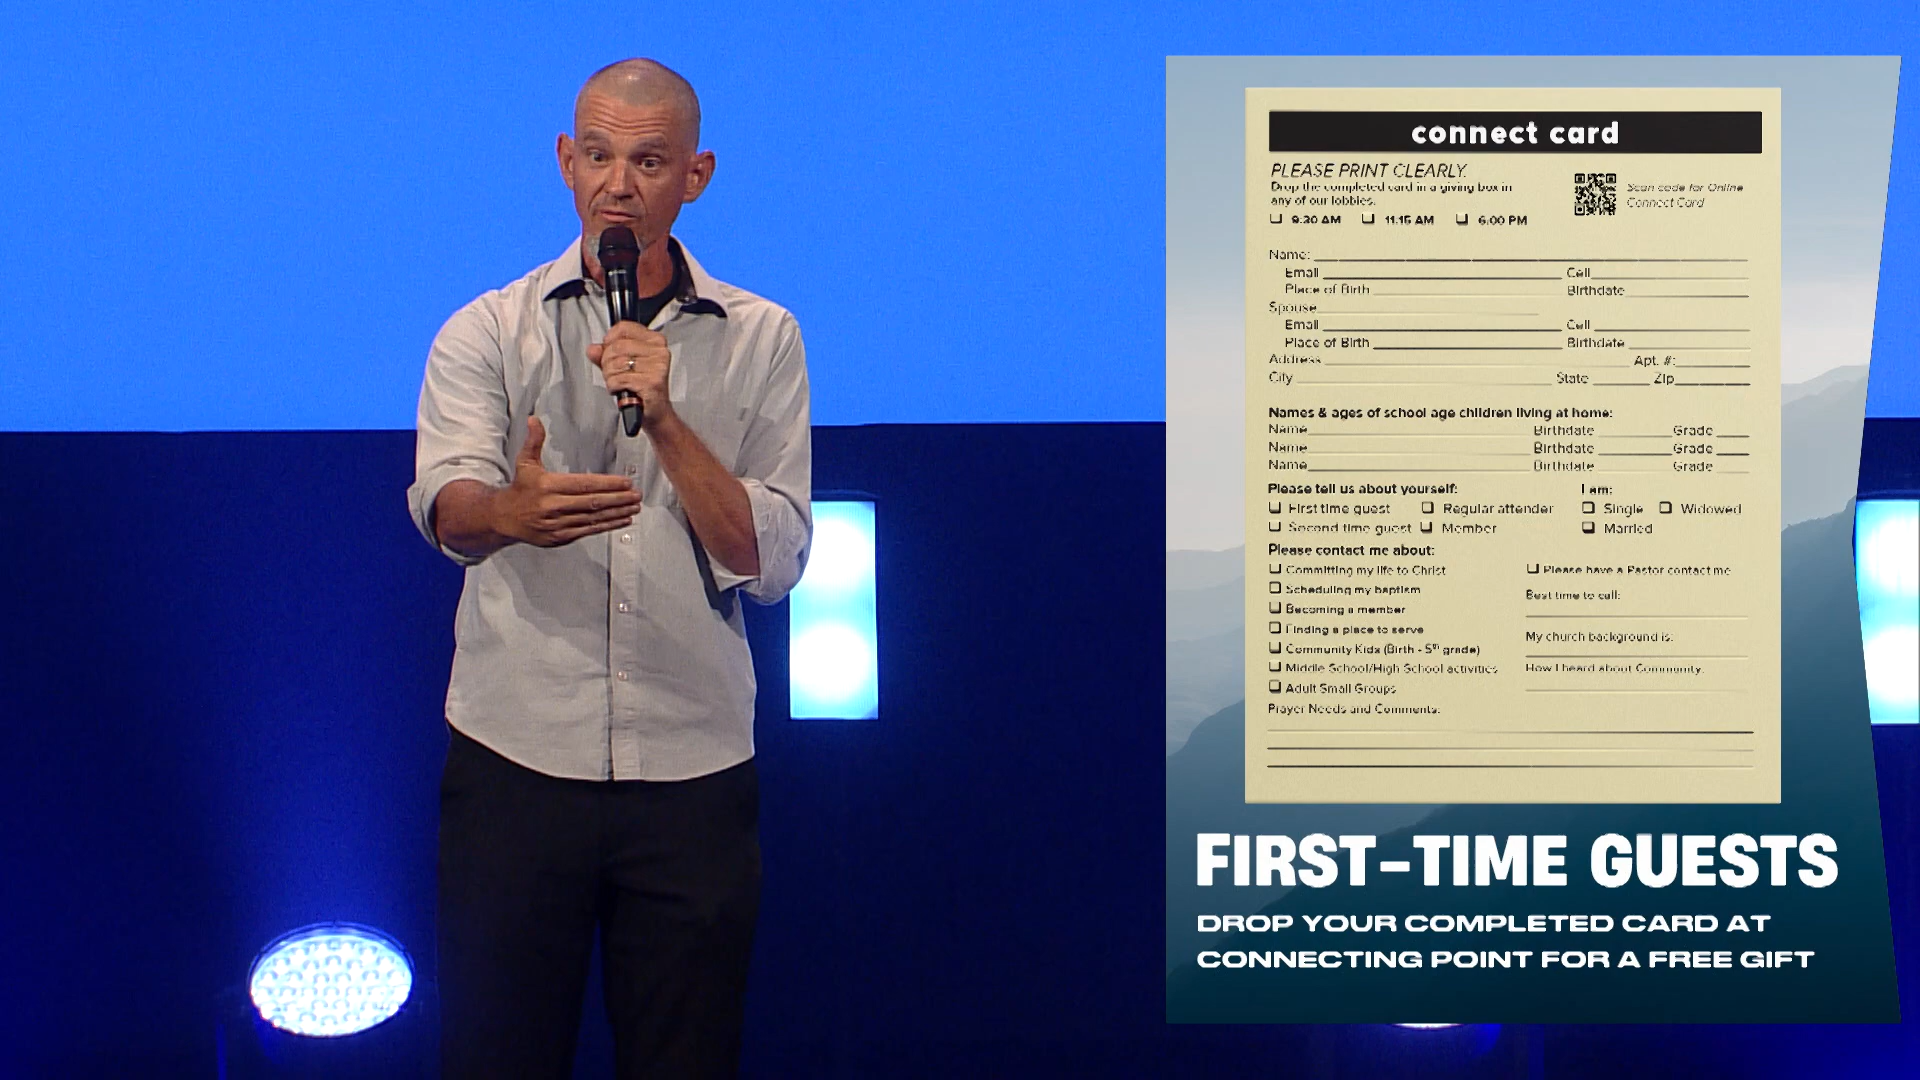 connect card
PLEASE PRINT CLEARLY.
Drop the completed card in a giving box in
any of our lobbies.
Scan code for Online
Connect Card
9:30 AM 11:15 AM 6:00 PM
Name:
Email Cell
Place of Birth Birthdate
Spouse
Email Cell
Place of Birth Birthdate
Address Apt. #:
City State Zip
Names & ages of school age children living at home:
Name Birthdate Grade
Name Birthdate Grade
Name Birthdate Grade
Please tell us about yourself:
First time guest Regular attender
Second time guest Member
I am:
Single Widowed
Married
Please contact me about:
Committing my life to Christ
Scheduling my baptism
Becoming a member
Finding a place to serve
Community Kids (Birth - 5th grade)
Middle School/High School activities
Adult Small Groups
Please have a Pastor contact me
Best time to call:
My church background is:
How I heard about Community:
Prayer Needs and Comments:
FIRST-TIME GUESTS
DROP YOUR COMPLETED CARD AT
CONNECTING POINT FOR A FREE GIFT